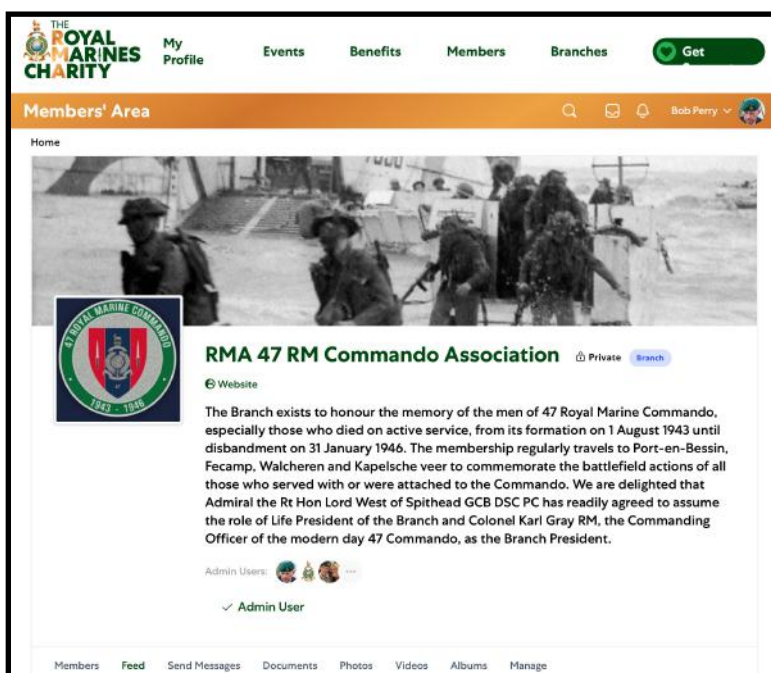 THE
ROYAL
MARINES
CHARITY
My
Profile
Events
Benefits
Members
Branches
Get
Members' Area
Bob Perry
Home
47 ROYAL MARINE COMMANDO
47
1943 - 1946
RMA 47 RM Commando Association
Private
Branch
Website
The Branch exists to honour the memory of the men of 47 Royal Marine Commando,
especially those who died on active service, from its formation on 1 August 1943 until
disbandment on 31 January 1946. The membership regularly travels to Port-en-Bessin,
Fecamp, Walcheren and Kapelsche veer to commemorate the battlefield actions of all
those who served with or were attached to the Commando. We are delighted that
Admiral the Rt Hon Lord West of Spithead GCB DSC PC has readily agreed to assume
the role of Life President of the Branch and Colonel Karl Gray RM, the Commanding
Officer of the modern day 47 Commando, as the Branch President.
Admin Users:
Admin User
Members Feed Send Messages Documents Photos Videos Albums Manage